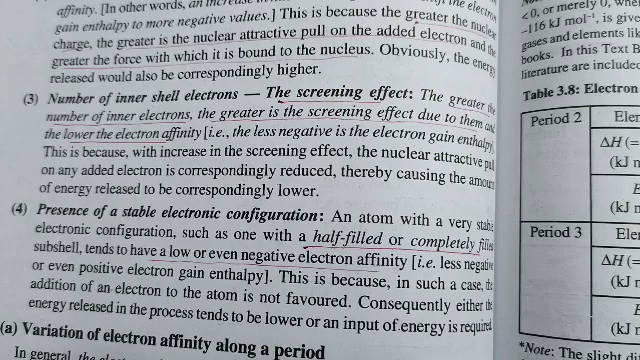 affinity. [In other words, an increase in
gain enthalpy to more negative values.] This is because the greater the nuclear
charge, the greater is the nuclear attractive pull on the added electron and the
greater the force with which it is bound to the nucleus. Obviously, the energy
released would also be correspondingly higher.
(3) Number of inner shell electrons — The screening effect: The greater the
number of inner electrons, the greater is the screening effect due to them and
the lower the electron affinity [i.e., the less negative is the electron gain enthalpy].
This is because, with increase in the screening effect, the nuclear attractive pull
on any added electron is correspondingly reduced, thereby causing the amount
of energy released to be correspondingly lower.
(4) Presence of a stable electronic configuration: An atom with a very stable
electronic configuration, such as one with a half-filled or completely filled
subshell, tends to have a low or even negative electron affinity [i.e. less negative
or even positive electron gain enthalpy]. This is because, in such a case, the
addition of an electron to the atom is not favoured. Consequently either the
energy released in the process tends to be lower or an input of energy is required.
(a) Variation of electron affinity along a period
In general, the
<0, or merely 0, whe
–116 kJ mol⁻¹, is give
gases and elements lik
books. In this Text B
literature are included
Table 3.8: Electron
Period 2
Eler
ΔH (=
(kJ n
E
(kJ n
Period 3
Eler
ΔH (=
(kJ n
E
(kJ n
*Note: The slight di